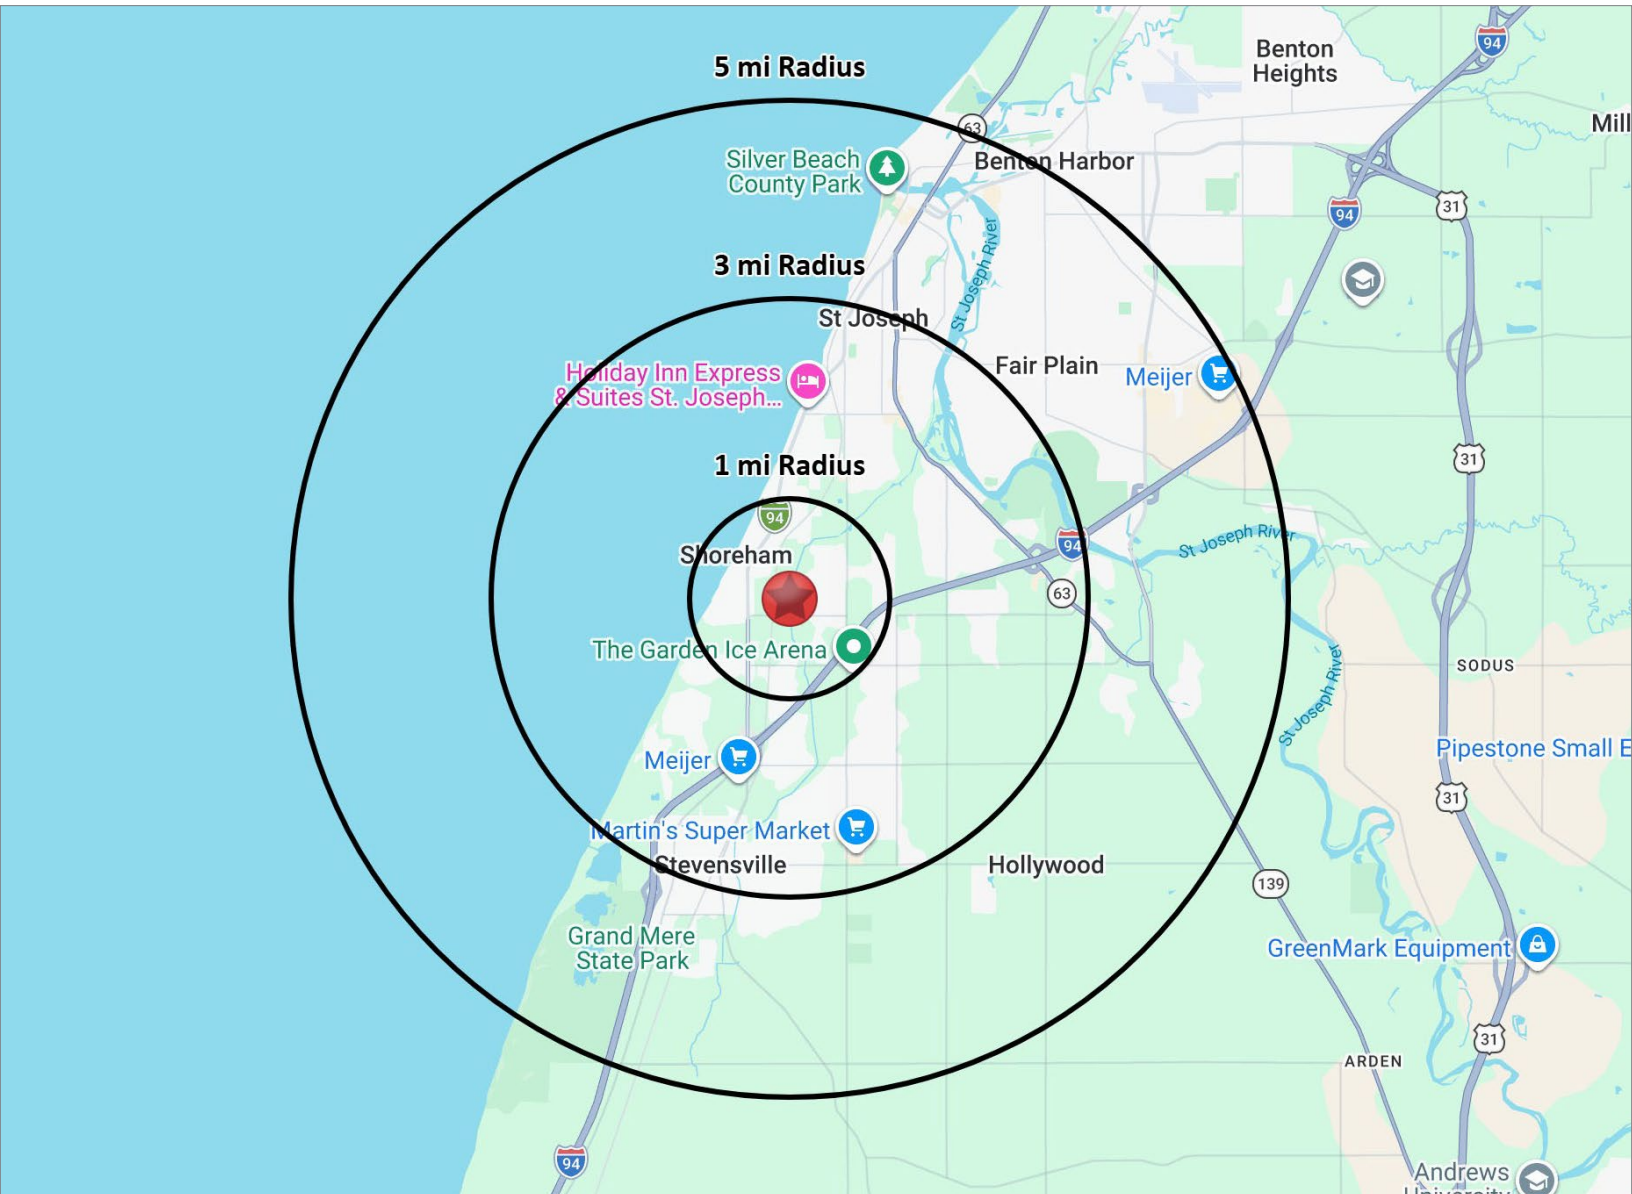 94
Benton
Heights
5 mi Radius
Mill
63
Silver Beach
County Park
Benton Harbor
94
31
St Joseph River
3 mi Radius
St Joseph
Fair Plain
Holiday Inn Express
& Suites St. Joseph...
Meijer
1 mi Radius
31
94
St Joseph River
94
Shoreham
63
The Garden Ice Arena
SODUS
St Joseph River
Pipestone Small E
Meijer
31
Martin's Super Market
Stevensville
Hollywood
139
Grand Mere
State Park
GreenMark Equipment
31
ARDEN
94
Andrews
University